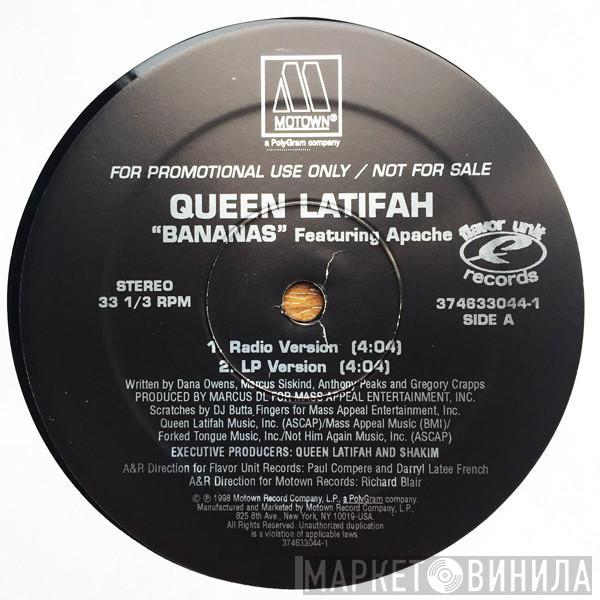 MOTOWN®
a PolyGram company
FOR PROMOTIONAL USE ONLY / NOT FOR SALE
QUEEN LATIFAH
"BANANAS" Featuring Apache
flavor unit
e
records
STEREO
33 1/3 RPM
374633044-1
SIDE A
1. Radio Version (4:04)
2. LP Version (4:04)
Written by Dana Owens, Marcus Siskind, Anthony Peaks and Gregory Crapps
PRODUCED BY MARCUS DL FOR MASS APPEAL ENTERTAINMENT, INC.
Scratches by DJ Butta Fingers for Mass Appeal Entertainment, Inc.
Queen Latifah Music, Inc. (ASCAP)/Mass Appeal Music (BMI)/
Forked Tongue Music, Inc./Not Him Again Music, Inc. (ASCAP)
EXECUTIVE PRODUCERS: QUEEN LATIFAH AND SHAKIM
A&R Direction for Flavor Unit Records: Paul Compere and Darryl Latee French
A&R Direction for Motown Records: Richard Blair
© ℗ 1998 Motown Record Company, L.P., a PolyGram company.
Manufactured and Marketed by Motown Record Company, L.P.,
825 8th Ave., New York, NY 10019-USA.
All Rights Reserved. Unauthorized duplication
is a violation of applicable laws.
374633044-1
МАРКЕТ ВИНИЛА